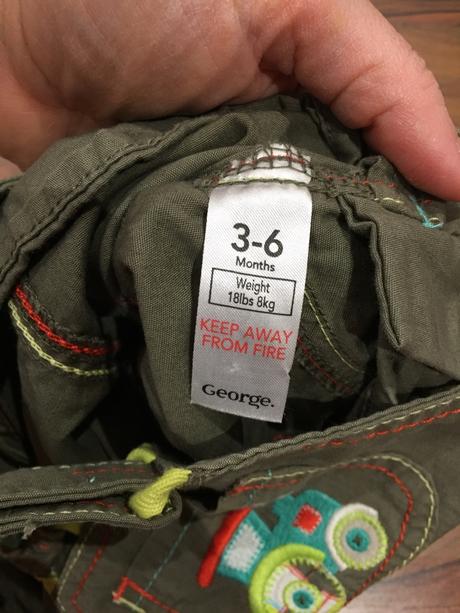 3-6
Months
Weight
18lbs 8kg
KEEP AWAY
FROM FIRE
George.